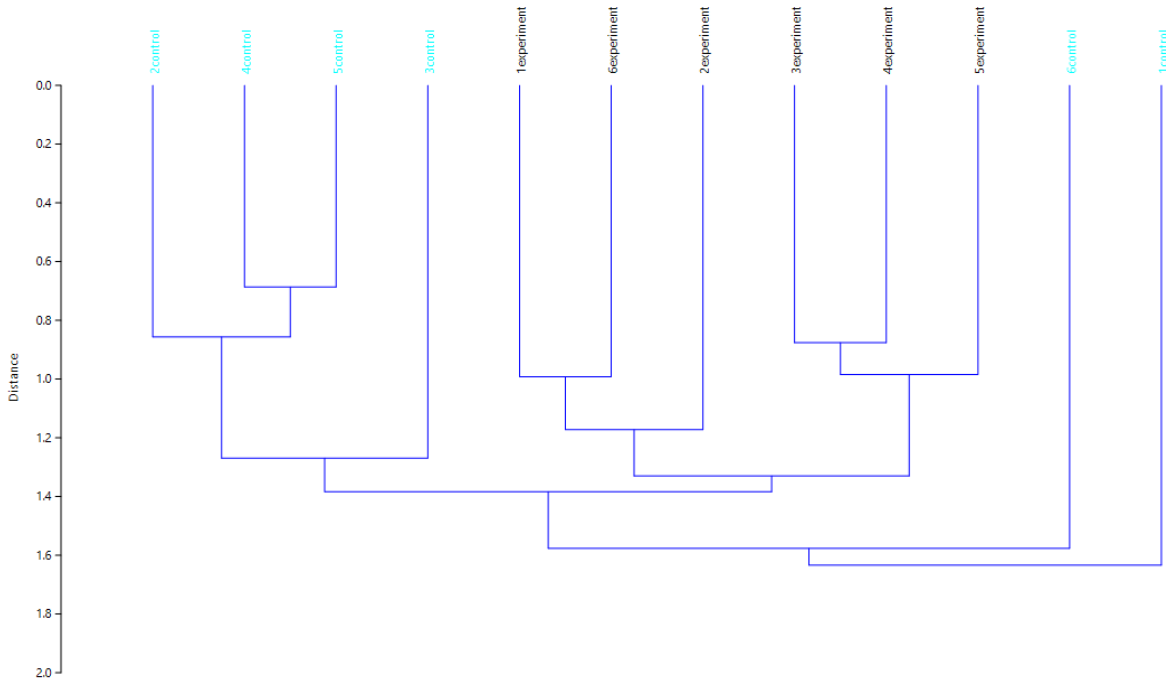 2control
4control
5control
3control
1experiment
6experiment
2experiment
3experiment
4experiment
5experiment
6control
1control
0.0
0.2
0.4
0.6
0.8
1.0
1.2
1.4
1.6
1.8
2.0
Distance